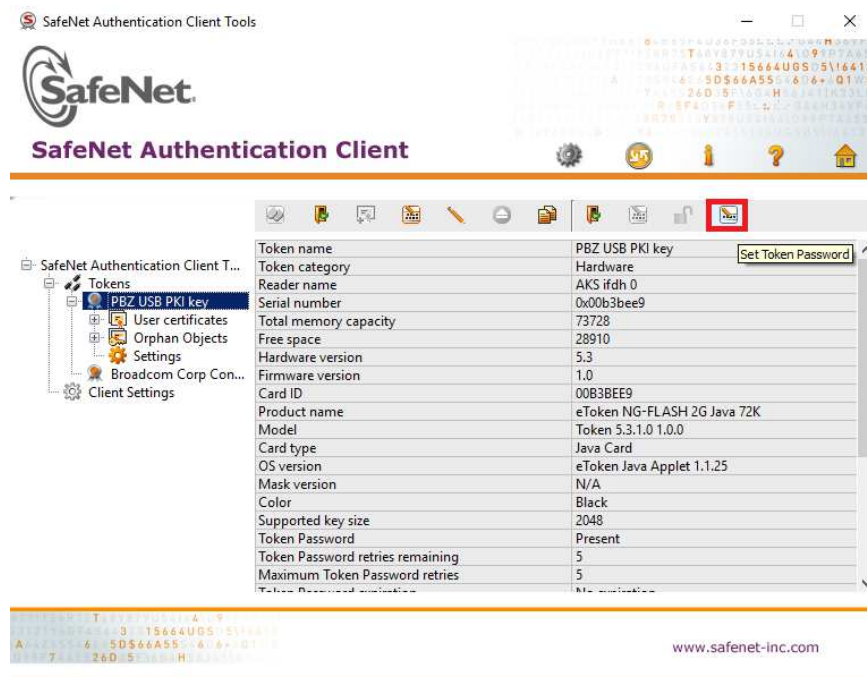 SafeNet Authentication Client Tools
SafeNet.
SafeNet Authentication Client
Set Token Password
SafeNet Authentication Client T...
Tokens
PBZ USB PKI key
User certificates
Orphan Objects
Settings
Broadcom Corp Con...
Client Settings
Token name PBZ USB PKI key
Token category Hardware
Reader name AKS ifdh 0
Serial number 0x00b3bee9
Total memory capacity 73728
Free space 28910
Hardware version 5.3
Firmware version 1.0
Card ID 00B3BEE9
Product name eToken NG-FLASH 2G Java 72K
Model Token 5.3.1.0 1.0.0
Card type Java Card
OS version eToken Java Applet 1.1.25
Mask version N/A
Color Black
Supported key size 2048
Token Password Present
Token Password retries remaining 5
Maximum Token Password retries 5
Token Password expiration No expiration
www.safenet-inc.com